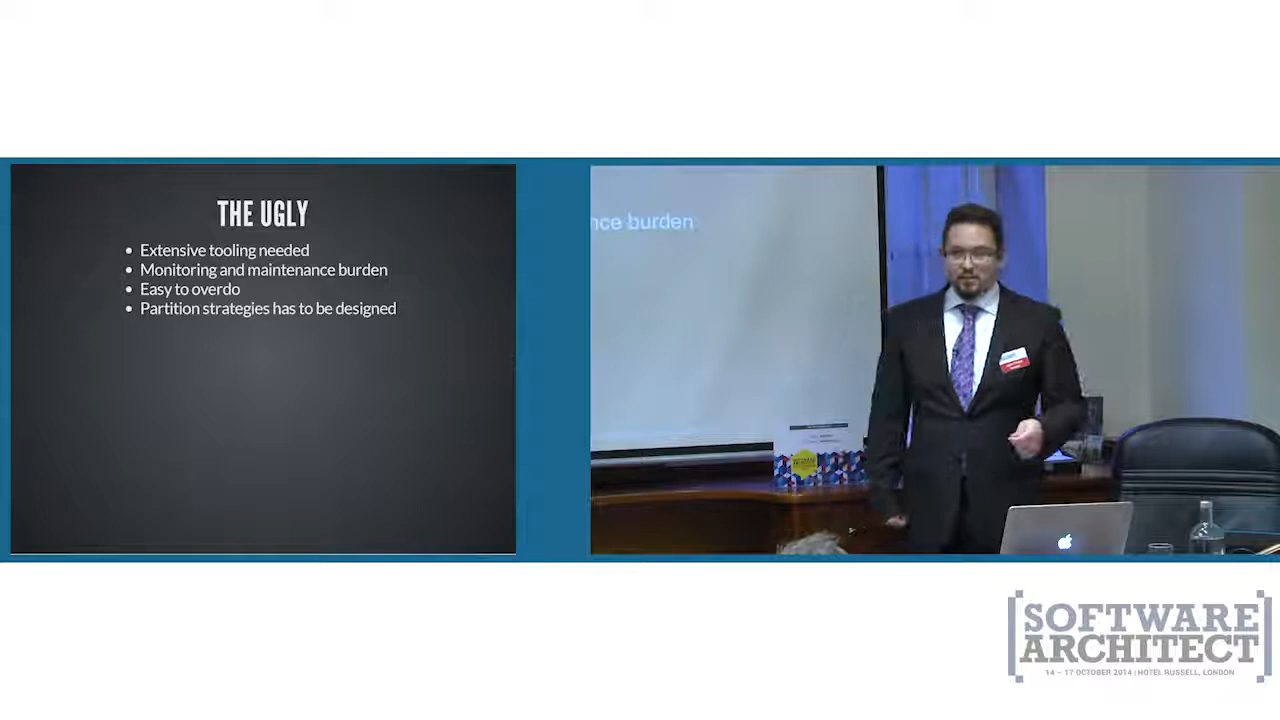 THE UGLY
• Extensive tooling needed
• Monitoring and maintenance burden
• Easy to overdo
• Partition strategies has to be designed
nce burden
SOFTWARE
ARCHITECT
14 – 17 OCTOBER 2014 | HOTEL RUSSELL, LONDON